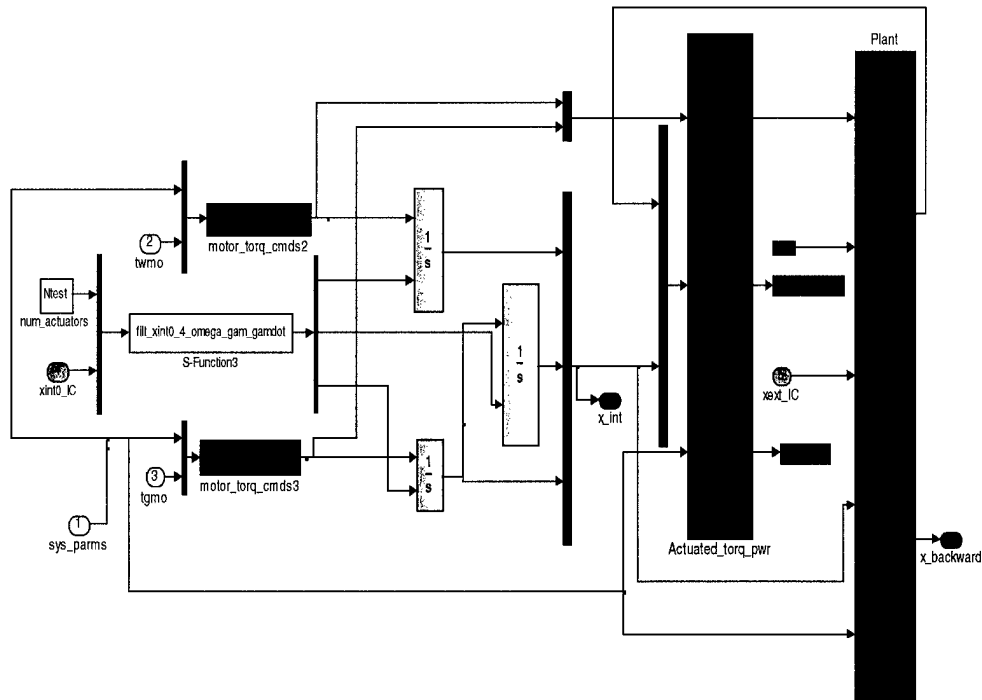 Plant
2
twmo
motor_torq_cmds2
1
s
Ntest
num_actuators
filt_xint0_4_omega_gam_gamdot
S-Function3
xint0_IC
1
s
xext_IC
x_int
3
tgmo
motor_torq_cmds3
1
s
1
sys_parms
Actuated_torq_pwr
x_backward